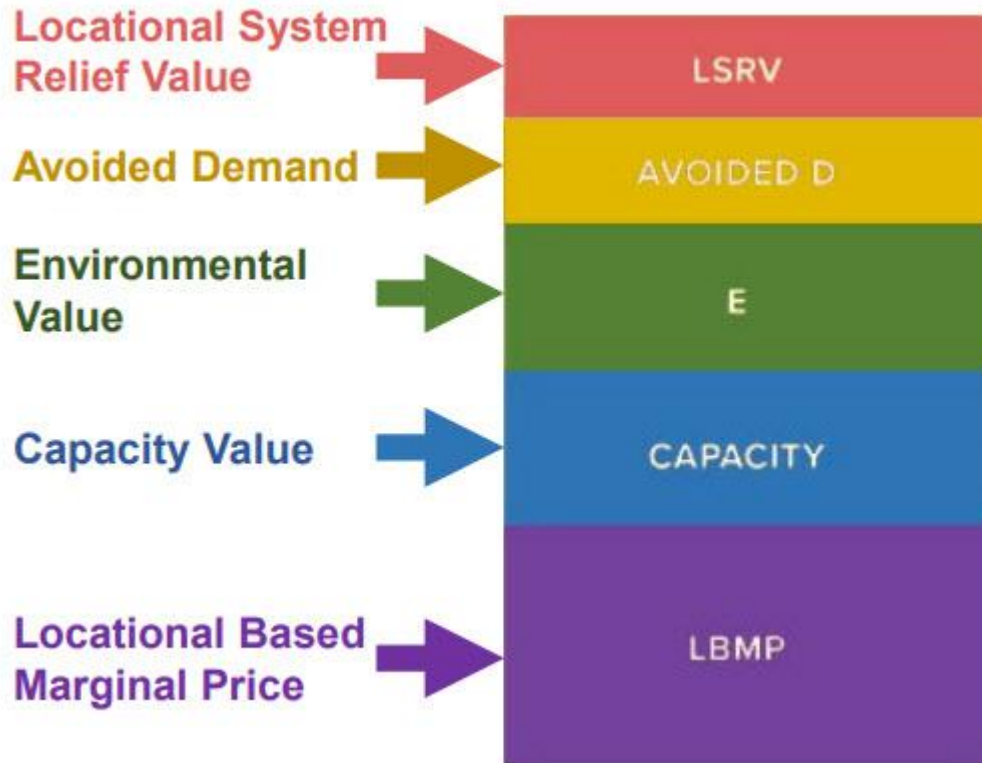 Locational System
Relief Value
LSRV
Avoided Demand
AVOIDED D
Environmental
Value
E
Capacity Value
CAPACITY
Locational Based
Marginal Price
LBMP